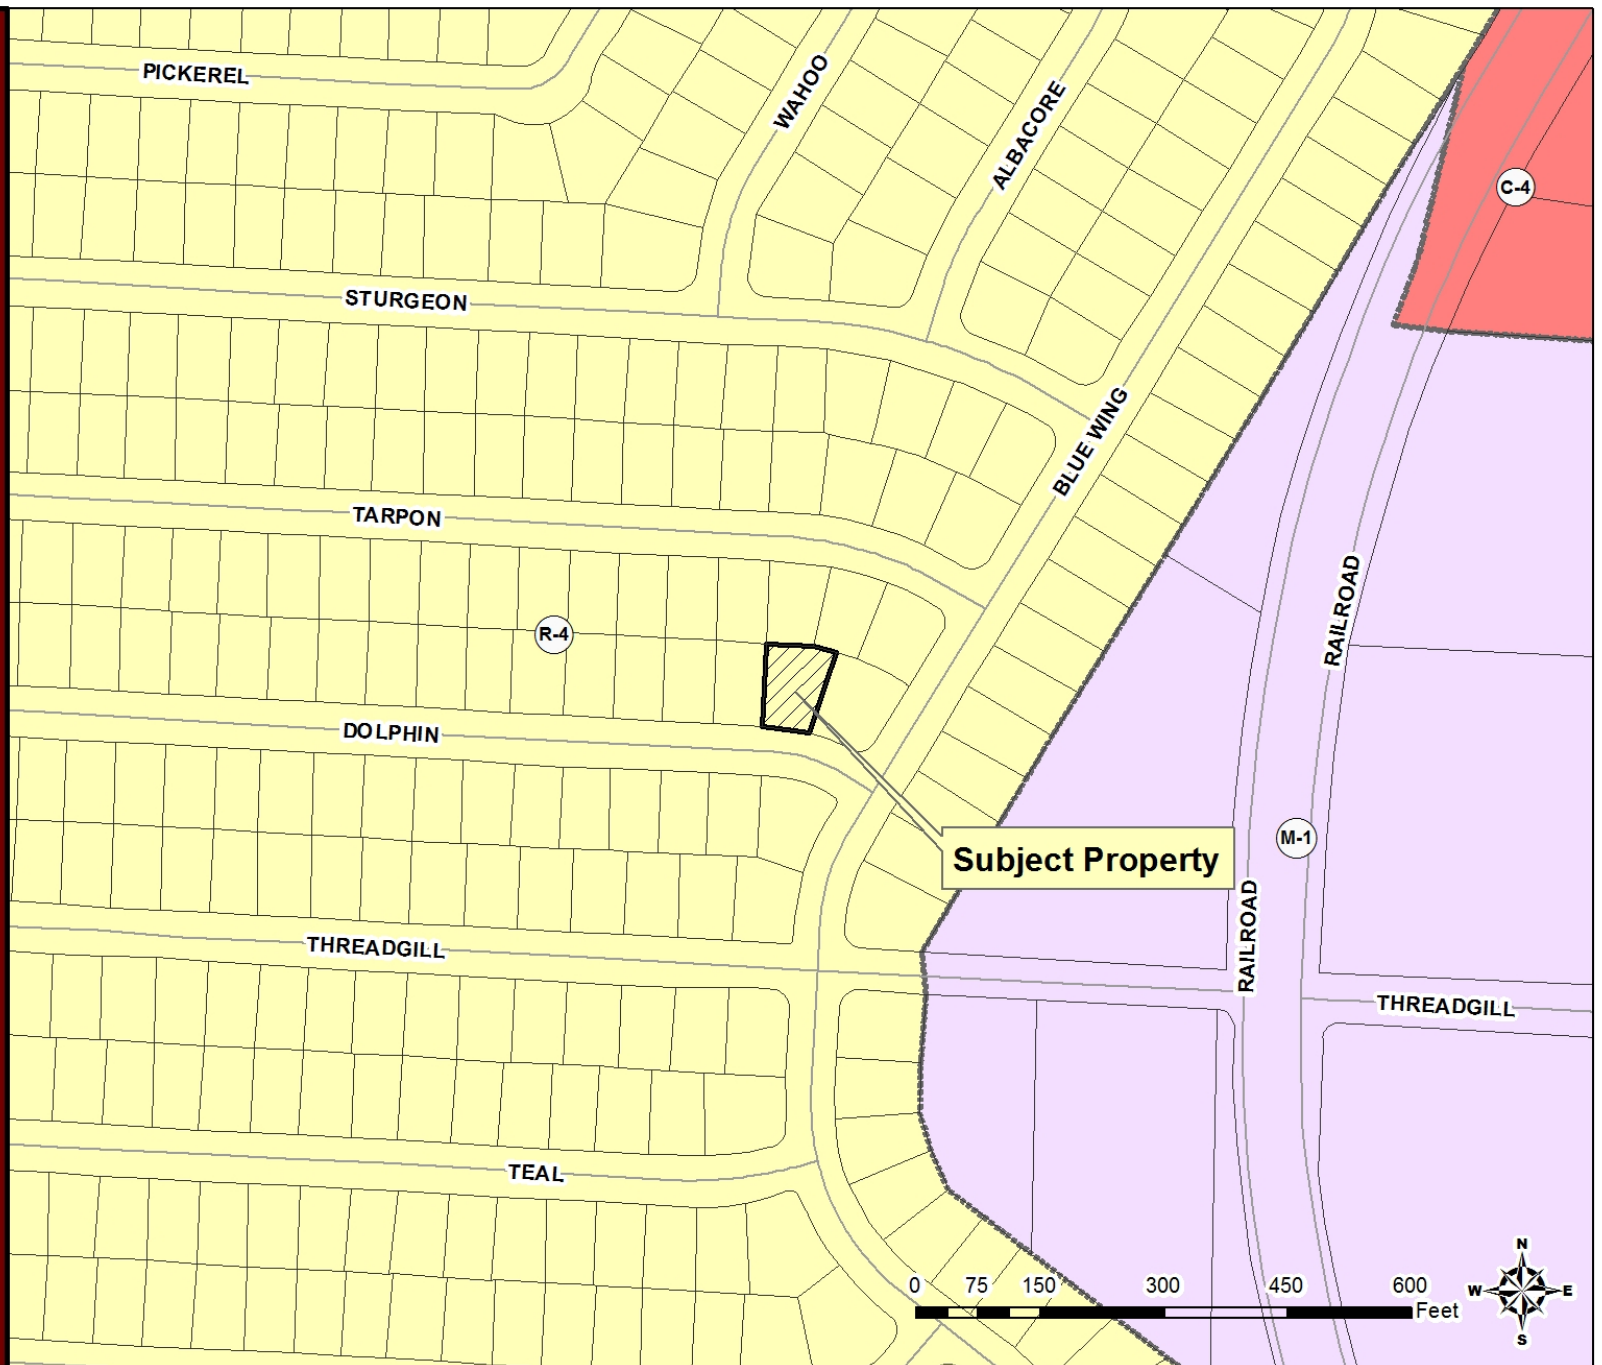 PICKEREL
WAHOO
ALBACORE
C-4
STURGEON
BLUE WING
TARPON
RAILROAD
R-4
DOLPHIN
M-1
Subject Property
RAILROAD
THREADGILL
THREADGILL
TEAL
N
W E
S
0 75 150 300 450 600
Feet